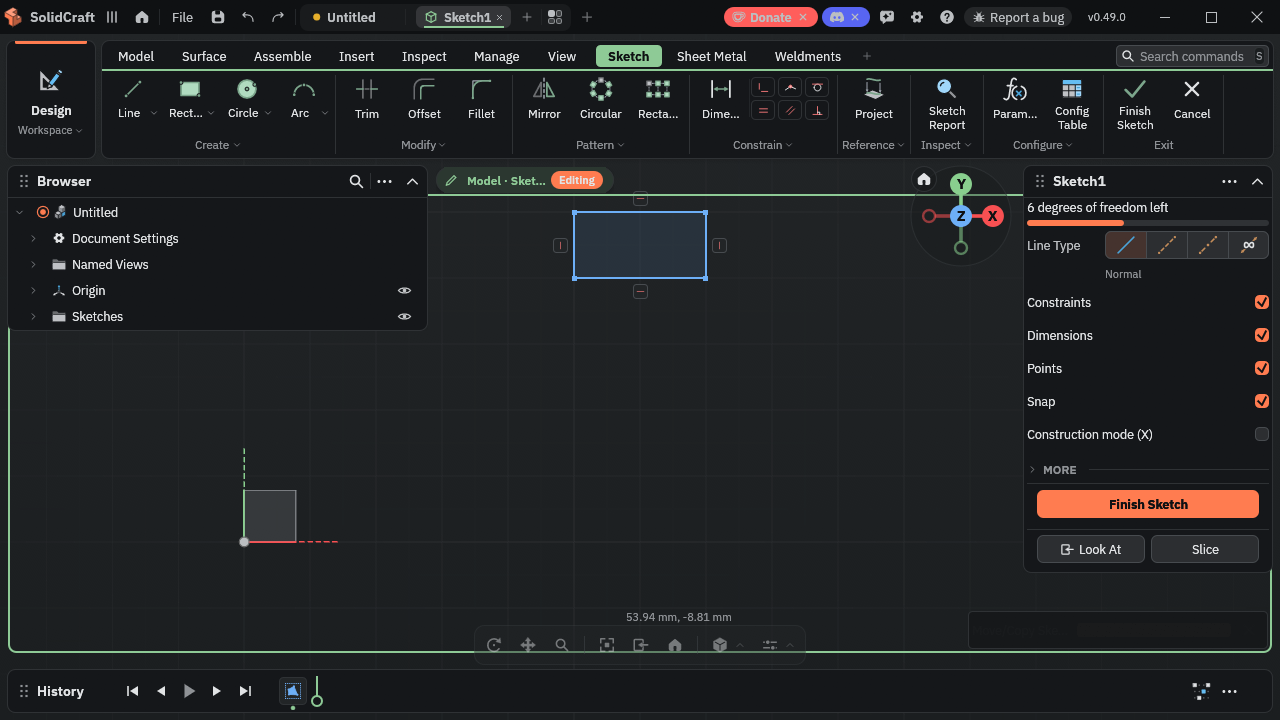 SolidCraft
File
Untitled
Sketch1
Donate
Report a bug
v0.49.0
Design
Workspace
Model
Surface
Assemble
Insert
Inspect
Manage
View
Sketch
Sheet Metal
Weldments
Search commands
S
Line
Rect...
Circle
Arc
Trim
Offset
Fillet
Mirror
Circular
Recta...
Dime...
Project
Sketch Report
Param...
Config Table
Finish Sketch
Cancel
Create
Modify
Pattern
Constrain
Reference
Inspect
Configure
Exit
Browser
Untitled
Document Settings
Named Views
Origin
Sketches
Model · Sket...
Editing
Y
Z
X
Sketch1
6 degrees of freedom left
Line Type
Normal
Constraints
Dimensions
Points
Snap
Construction mode (X)
MORE
Finish Sketch
Look At
Slice
53.94 mm, -8.81 mm
History